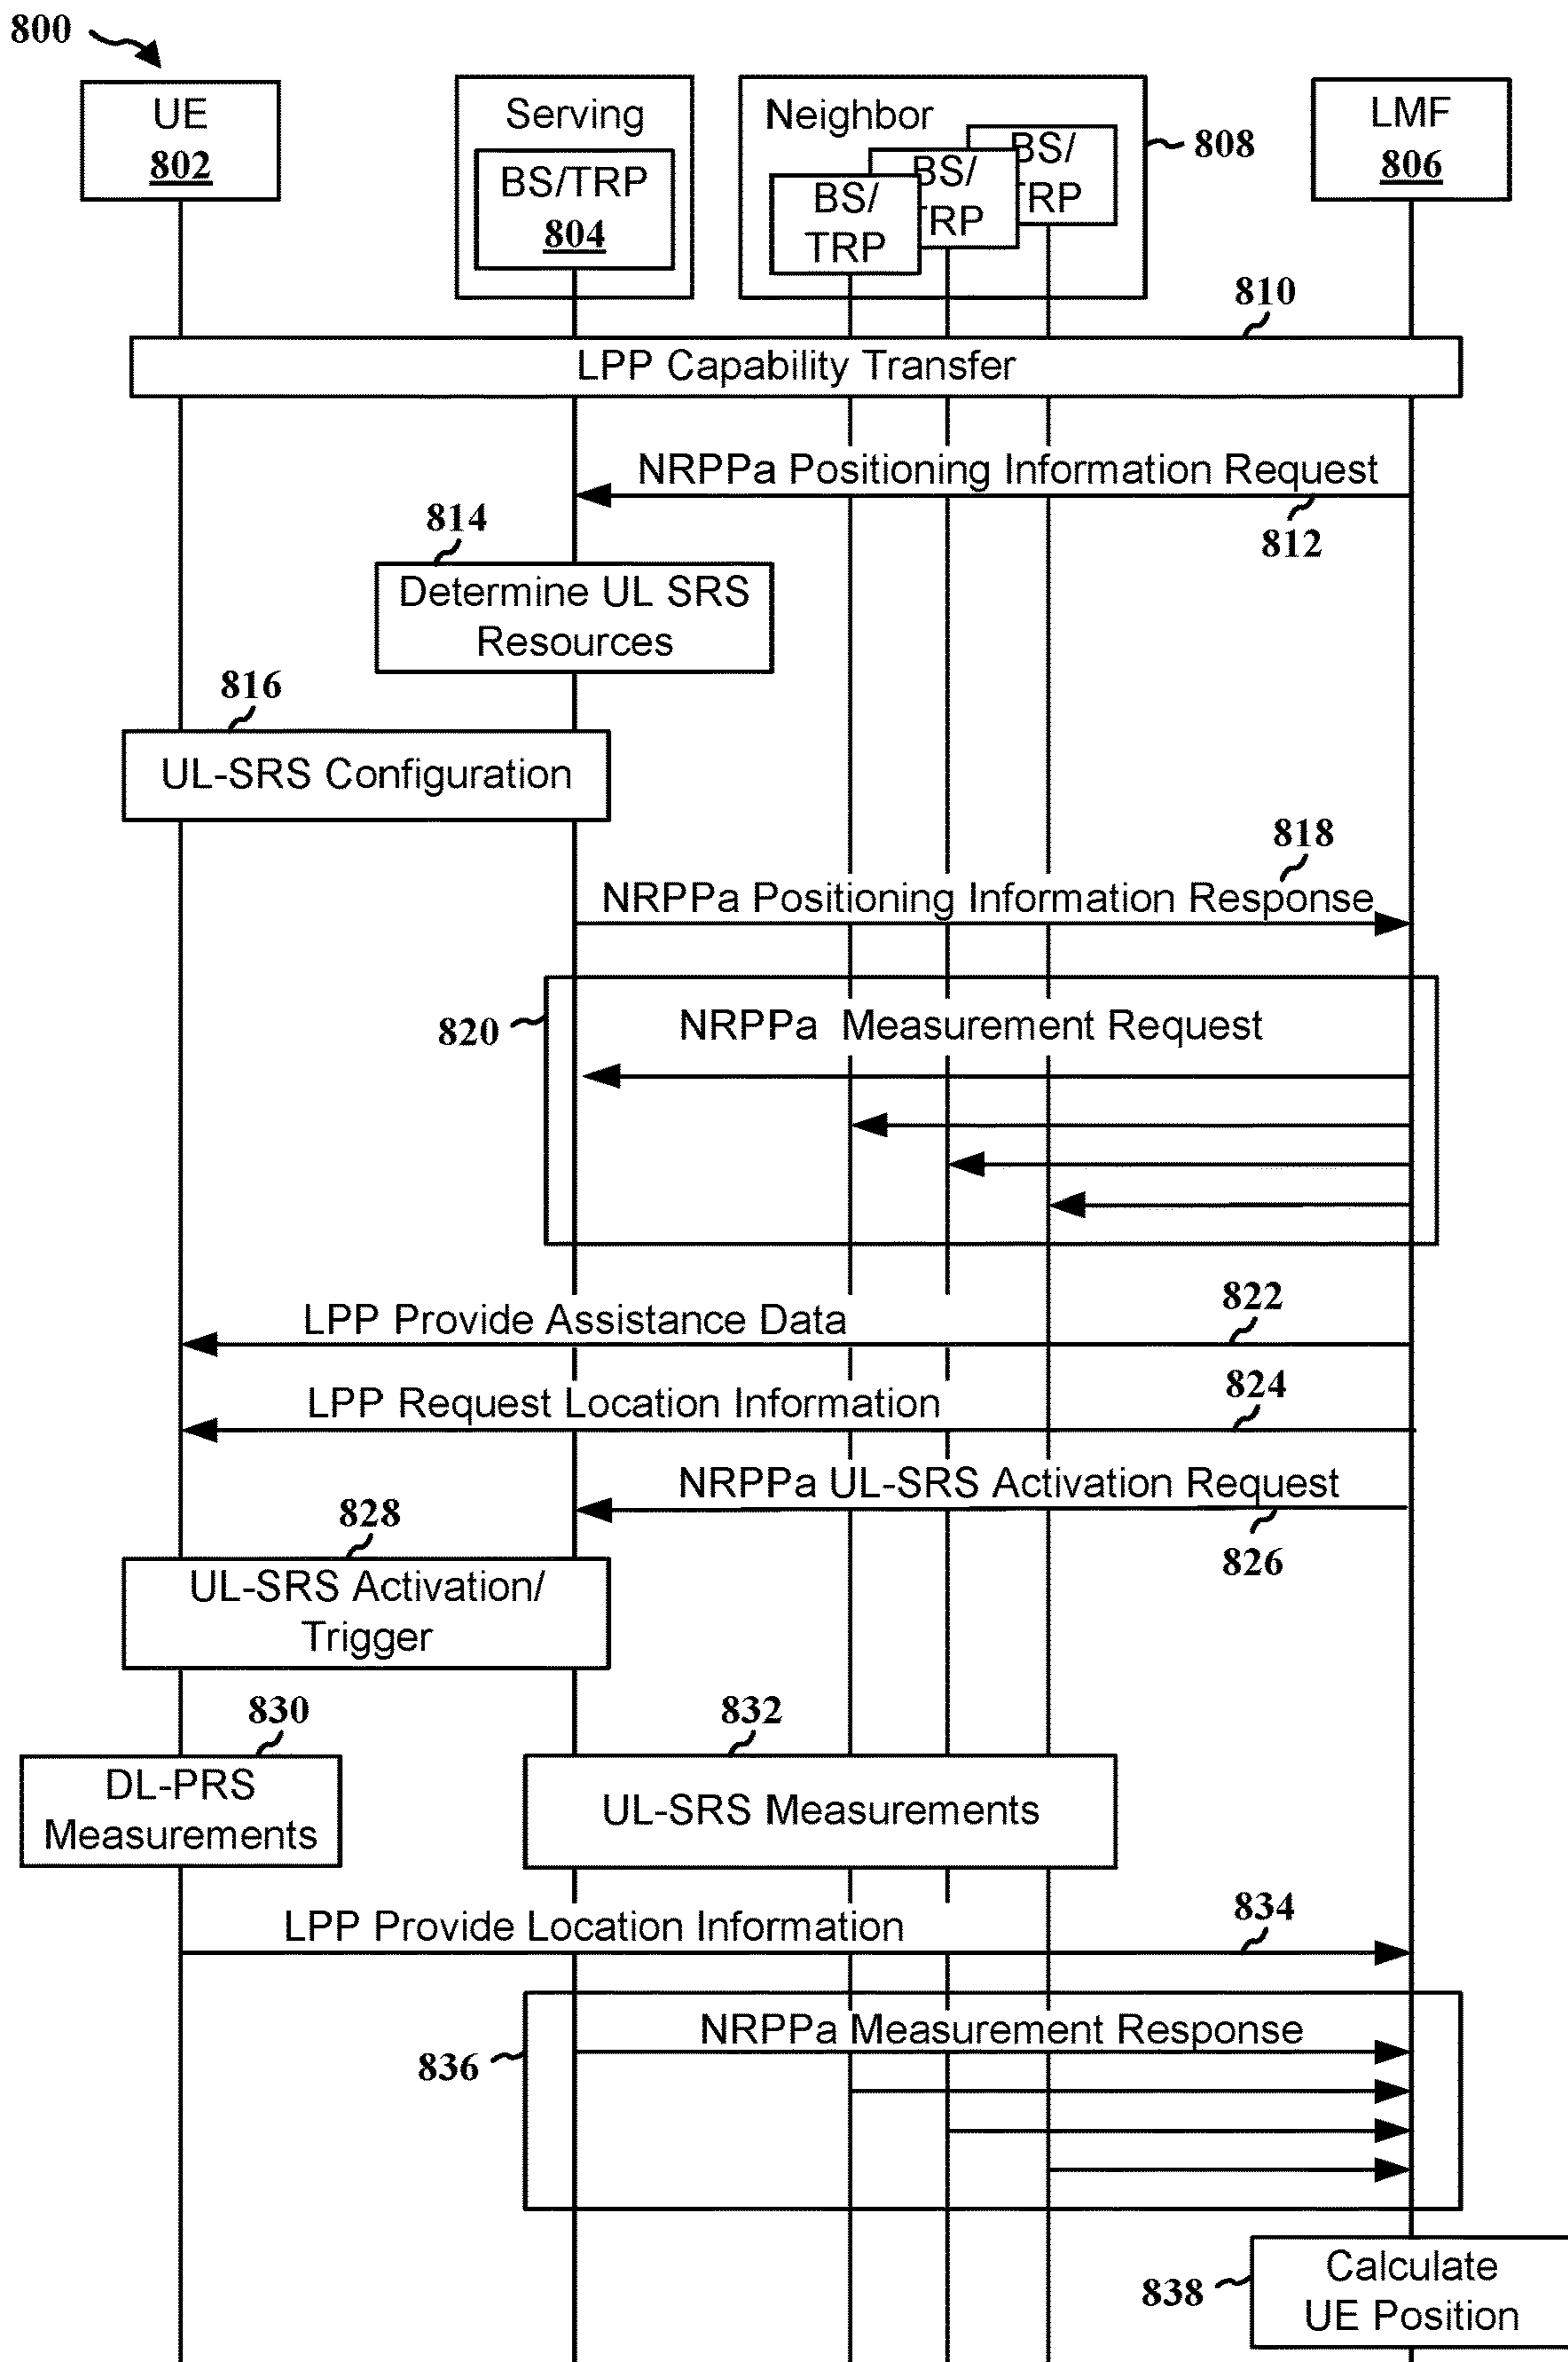 800
UE
802
Serving
BS/TRP
804
Neighbor
BS/
TRP
BS/
TRP
BS/
TRP
808
LMF
806
810
LPP Capability Transfer
NRPPa Positioning Information Request
812
814
Determine UL SRS
Resources
816
UL-SRS Configuration
818
NRPPa Positioning Information Response
820
NRPPa Measurement Request
822
LPP Provide Assistance Data
824
LPP Request Location Information
NRPPa UL-SRS Activation Request
826
828
UL-SRS Activation/
Trigger
830
DL-PRS
Measurements
832
UL-SRS Measurements
834
LPP Provide Location Information
NRPPa Measurement Response
836
Calculate
UE Position
838